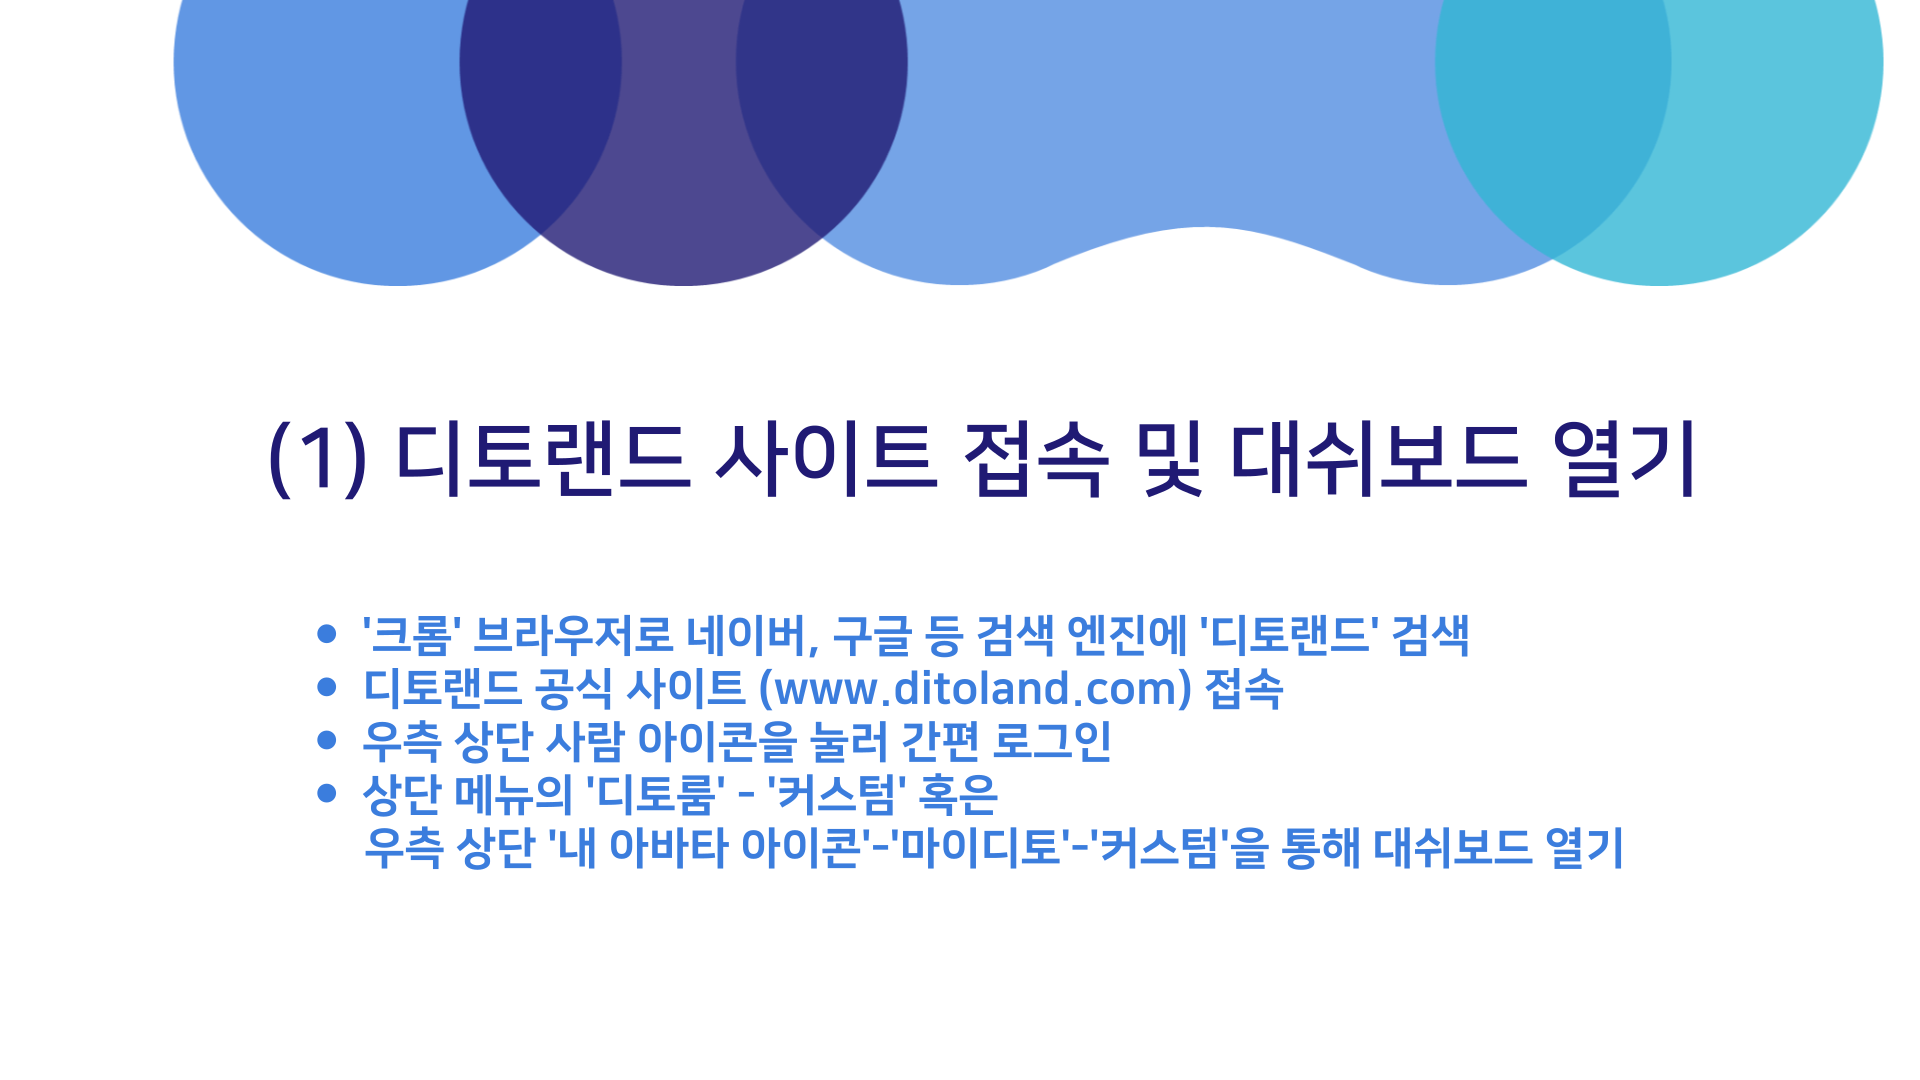 (1) 디토랜드 사이트 접속 및 대쉬보드 열기
• '크롬' 브라우저로 네이버, 구글 등 검색 엔진에 '디토랜드' 검색
• 디토랜드 공식 사이트 (www.ditoland.com) 접속
• 우측 상단 사람 아이콘을 눌러 간편 로그인
• 상단 메뉴의 '디토룸' - '커스텀' 혹은
우측 상단 '내 아바타 아이콘'-'마이디토'-'커스텀'을 통해 대쉬보드 열기